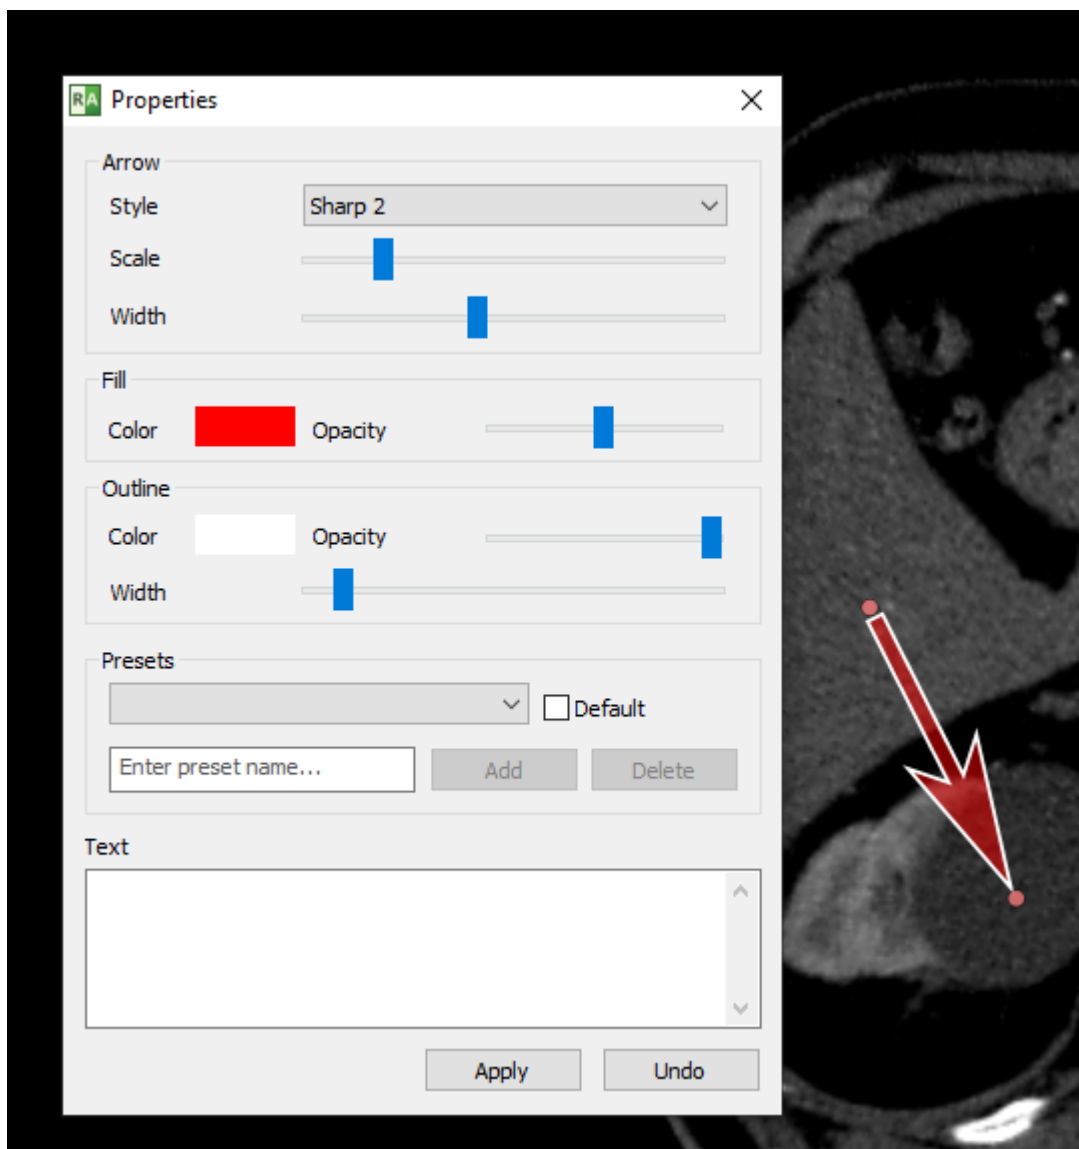 RA Properties
Arrow
Style Sharp 2
Scale
Width
Fill
Color Opacity
Outline
Color Opacity
Width
Presets
Default
Enter preset name... Add Delete
Text
Apply Undo